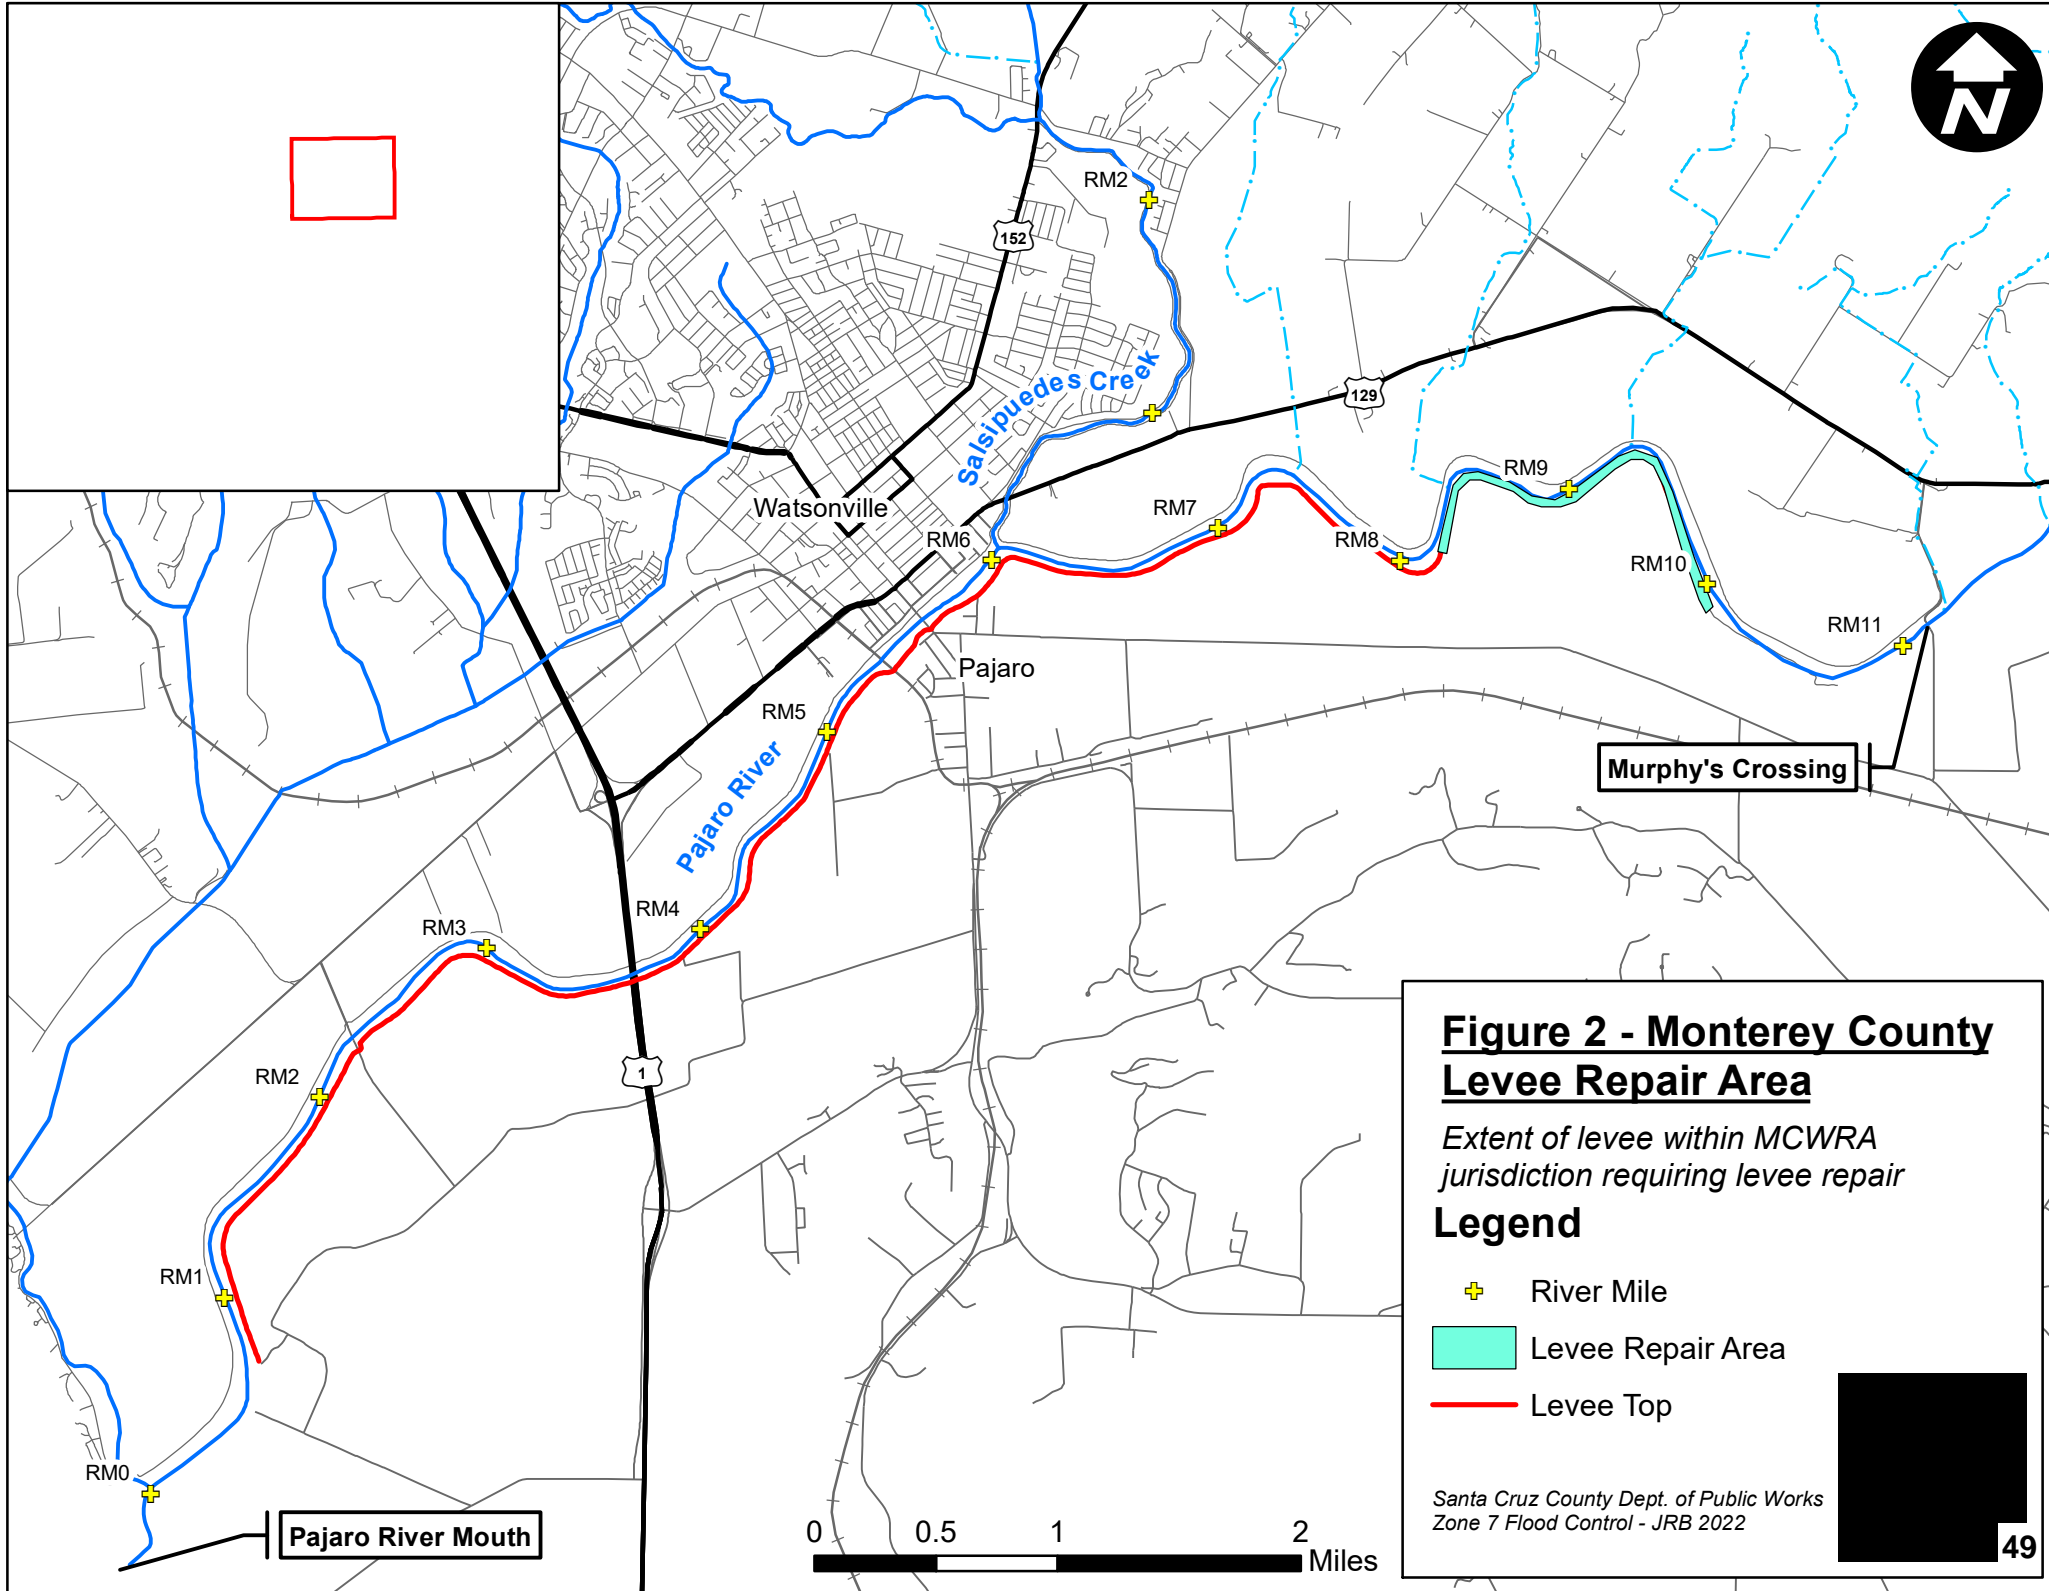 N
RM2
152
Salsipuedes Creek
129
Watsonville
RM9
RM7
RM6
RM8
RM10
RM11
Pajaro
RM5
Murphy's Crossing
Pajaro River
RM4
RM3
RM2
1
RM1
RM0
Pajaro River Mouth
0 0.5 1 2
Miles
Figure 2 - Monterey County
Levee Repair Area
Extent of levee within MCWRA
jurisdiction requiring levee repair
Legend
River Mile
Levee Repair Area
Levee Top
Santa Cruz County Dept. of Public Works
Zone 7 Flood Control - JRB 2022
49